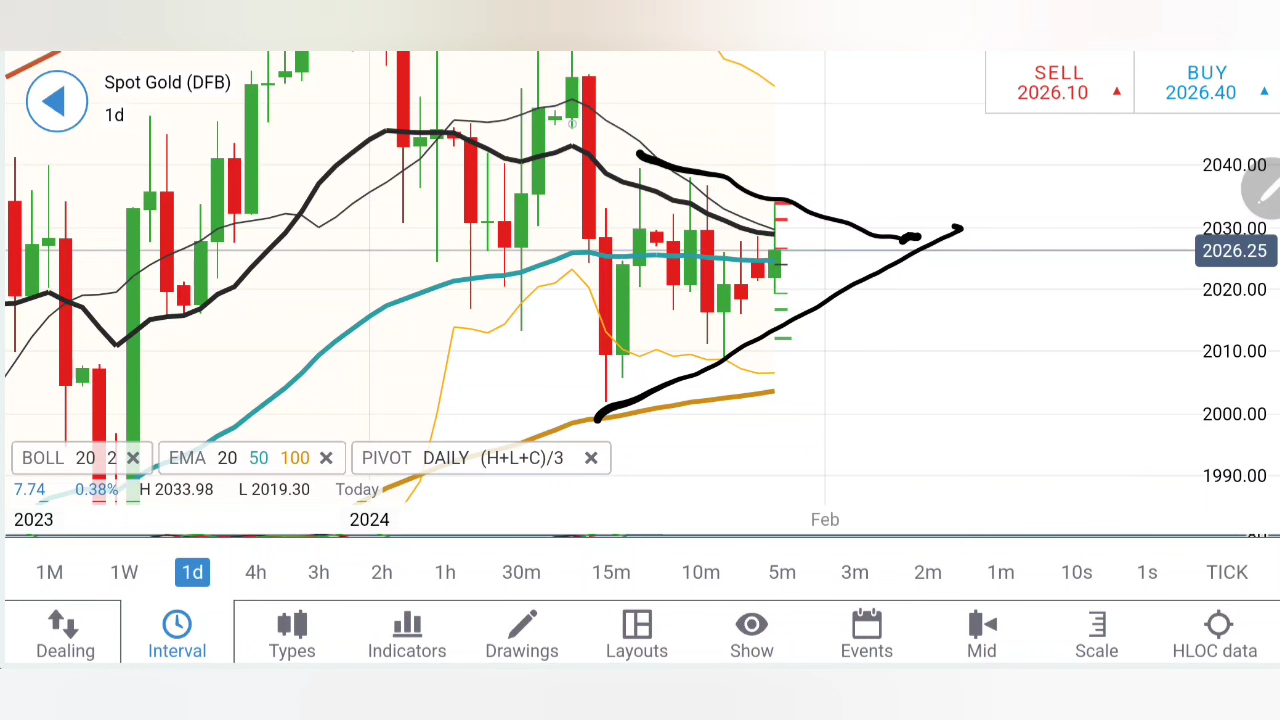 Spot Gold (DFB)
1d
SELL BUY
2026.10 2026.40
2040.00
2030.00
2026.25
2020.00
2010.00
2000.00
1990.00
BOLL 20 2 EMA 20 50 100 PIVOT DAILY (H+L+C)/3
7.74 0.38% H 2033.98 L 2019.30 Today
2023 2024 Feb
1M 1W 1d 4h 3h 2h 1h 30m 15m 10m 5m 3m 2m 1m 10s 1s TICK
Dealing Interval Types Indicators Drawings Layouts Show Events Mid Scale HLOC data